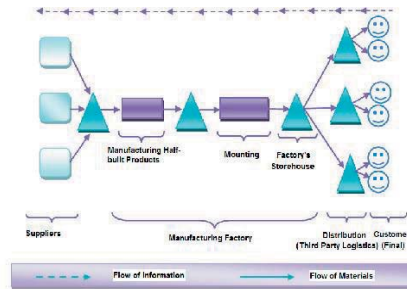 Manufacturing Half-
built Products
Mounting
Factory's
Storehouse
Suppliers
Manufacturing Factory
Distribution
(Third Party Logistics)
Customer
(Final)
Flow of Information
Flow of Materials